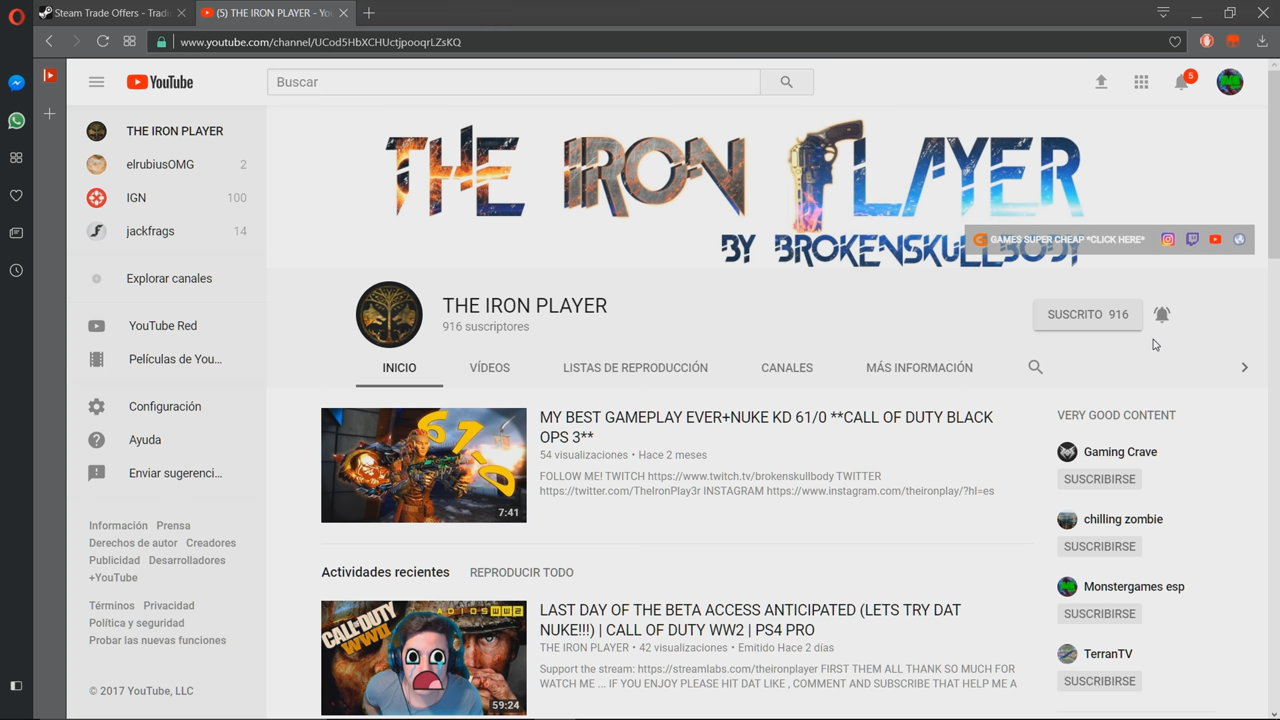 Steam Trade Offers - Tradi
(5) THE IRON PLAYER - Yo
www.youtube.com/channel/UCod5HbXCHUctjpooqrLZsKQ
YouTube
Buscar
5
THE IRON PLAYER
elrubiusOMG 2
IGN 100
jackfrags 14
Explorar canales
YouTube Red
Películas de You...
Configuración
Ayuda
Enviar sugerenci...
Información Prensa
Derechos de autor Creadores
Publicidad Desarrolladores
+YouTube
Términos Privacidad
Política y seguridad
Probar las nuevas funciones
© 2017 YouTube, LLC
THE IRON PLAYER
BY BROKENSKULLBODY
GAMES SUPER CHEAP *CLICK HERE*
THE IRON PLAYER
916 suscriptores
SUSCRITO 916
INICIO VÍDEOS LISTAS DE REPRODUCCIÓN CANALES MÁS INFORMACIÓN
61/0
7:41
MY BEST GAMEPLAY EVER+NUKE KD 61/0 **CALL OF DUTY BLACK
OPS 3**
54 visualizaciones • Hace 2 meses
FOLLOW ME! TWITCH https://www.twitch.tv/brokenskullbody TWITTER
https://twitter.com/TheIronPlay3r INSTAGRAM https://www.instagram.com/theironplay/?hl=es
Actividades recientes REPRODUCIR TODO
CALL OF DUTY
WWII
ADIOS WW2
59:24
LAST DAY OF THE BETA ACCESS ANTICIPATED (LETS TRY DAT
NUKE!!!) | CALL OF DUTY WW2 | PS4 PRO
THE IRON PLAYER • 42 visualizaciones • Emitido Hace 2 días
Support the stream: https://streamlabs.com/theironplayer FIRST THEM ALL THANK SO MUCH FOR
WATCH ME ... IF YOU ENJOY PLEASE HIT DAT LIKE , COMMENT AND SUBSCRIBE THAT HELP ME A
VERY GOOD CONTENT
Gaming Crave
SUSCRIBIRSE
chilling zombie
SUSCRIBIRSE
Monstergames esp
SUSCRIBIRSE
TerranTV
SUSCRIBIRSE